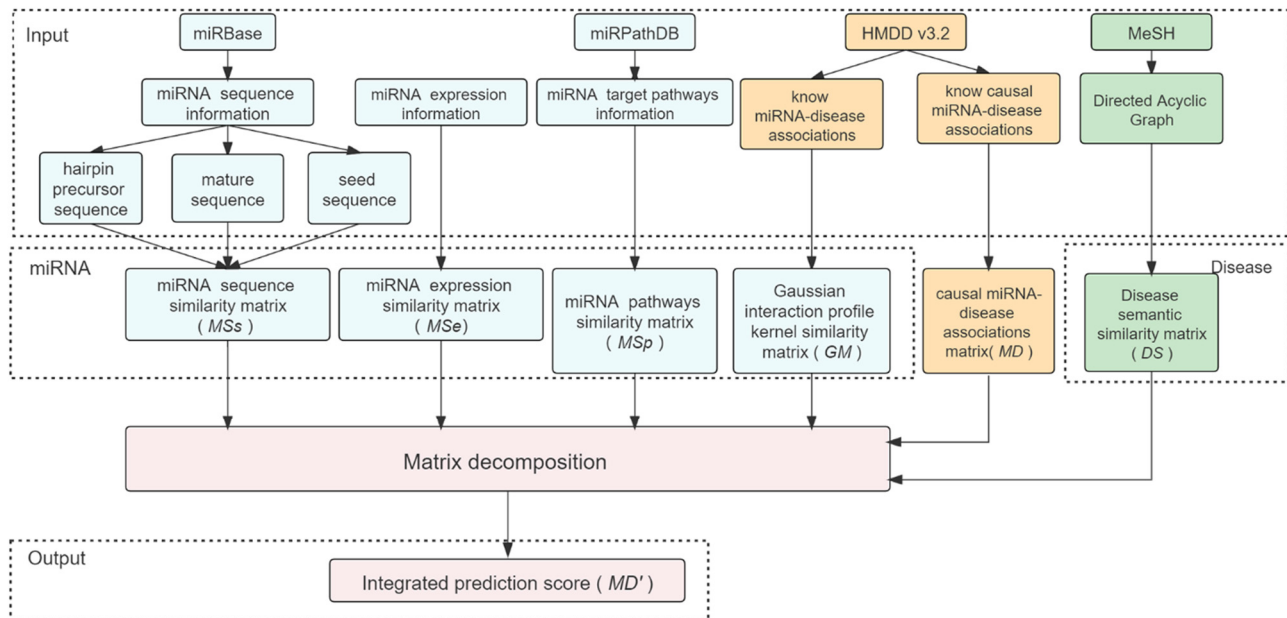 Input
miRBase
miRPathDB
HMDD v3.2
MeSH
miRNA sequence
information
miRNA expression
information
miRNA target pathways
information
know
miRNA-disease
associations
know causal
miRNA-disease
associations
Directed Acyclic
Graph
hairpin
precursor
sequence
mature
sequence
seed
sequence
miRNA
Disease
miRNA sequence
similarity matrix
( MSs )
miRNA expression
similarity matrix
( MSe )
miRNA pathways
similarity matrix
( MSp )
Gaussian
interaction profile
kernel similarity
matrix ( GM )
causal miRNA-
disease
associations
matrix( MD )
Disease
semantic
similarity matrix
( DS )
Matrix decomposition
Output
Integrated prediction score ( MD' )